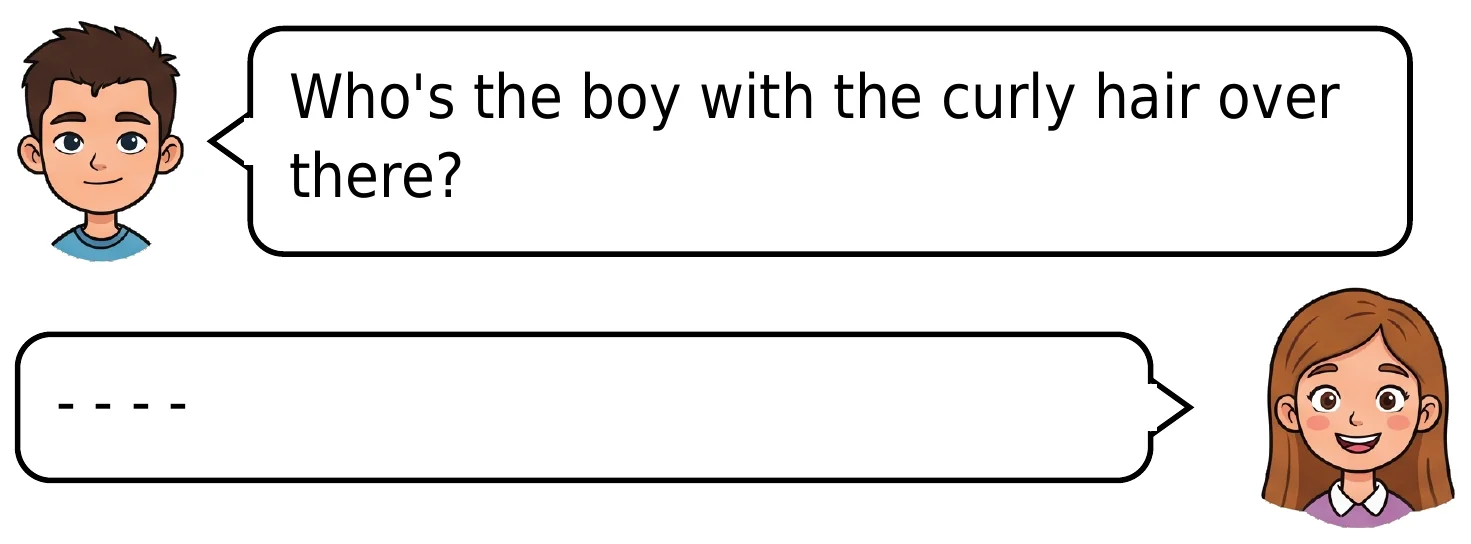 Who's the boy with the curly hair over
there?
- - - -